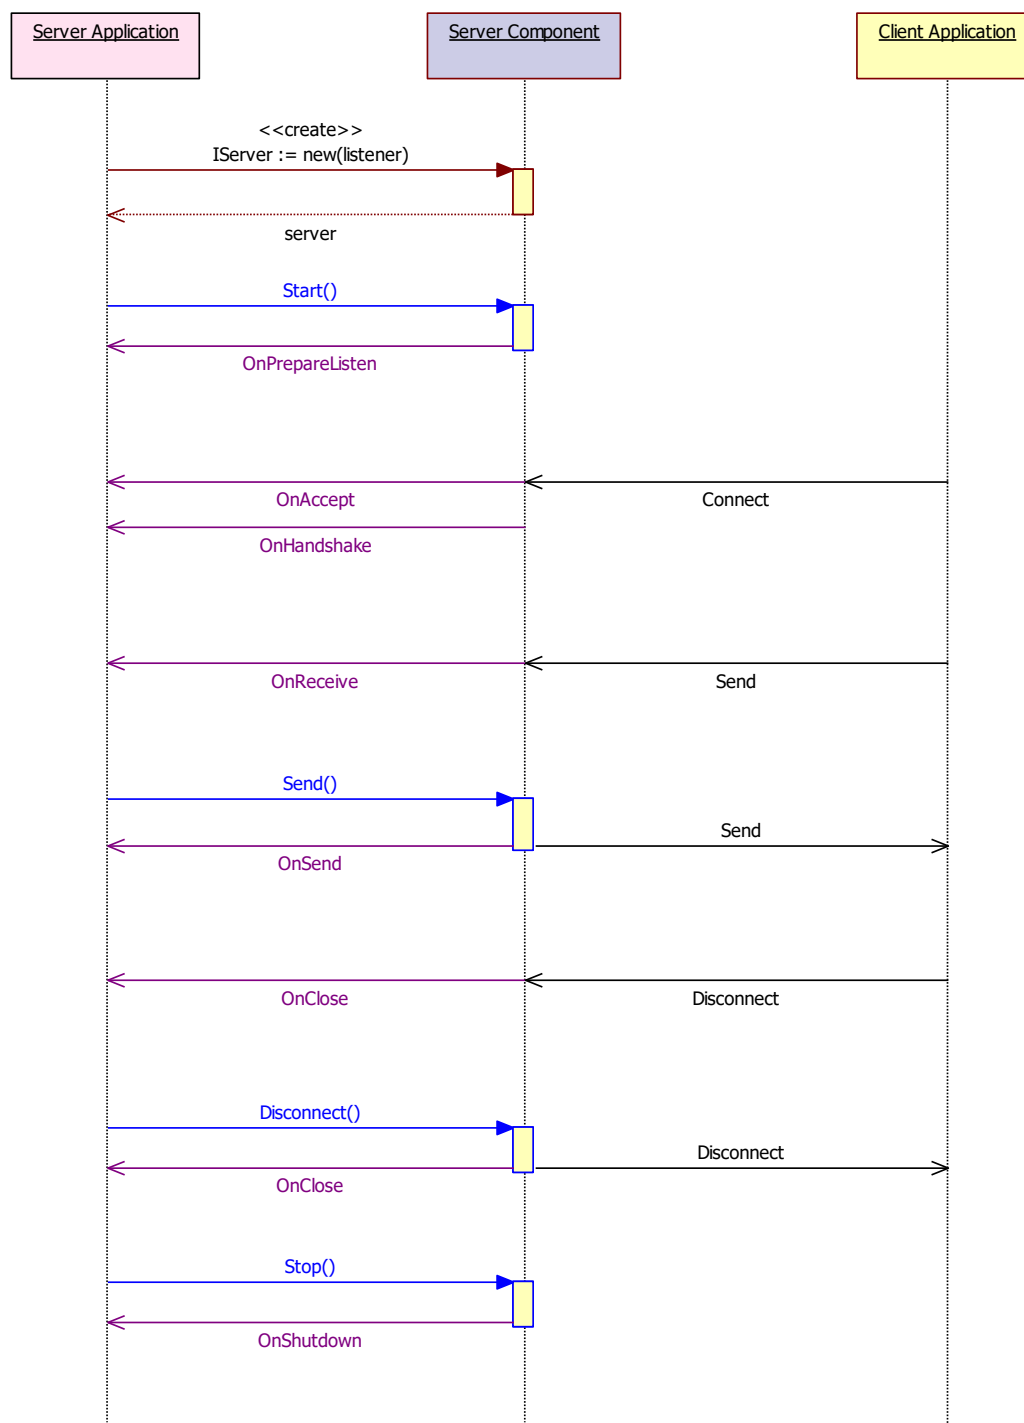 Server Application
Server Component
Client Application
<<create>>
IServer := new(listener)
server
Start()
OnPrepareListen
OnAccept
Connect
OnHandshake
OnReceive
Send
Send()
Send
OnSend
OnClose
Disconnect
Disconnect()
Disconnect
OnClose
Stop()
OnShutdown